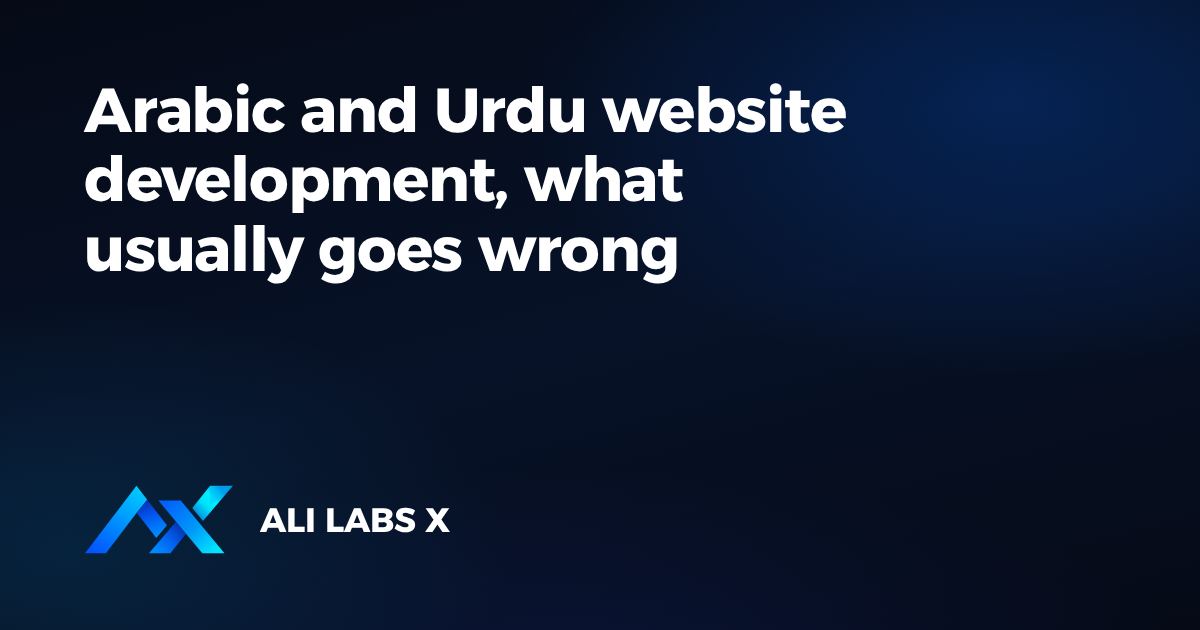 Arabic and Urdu website
development, what
usually goes wrong
ALI LABS X